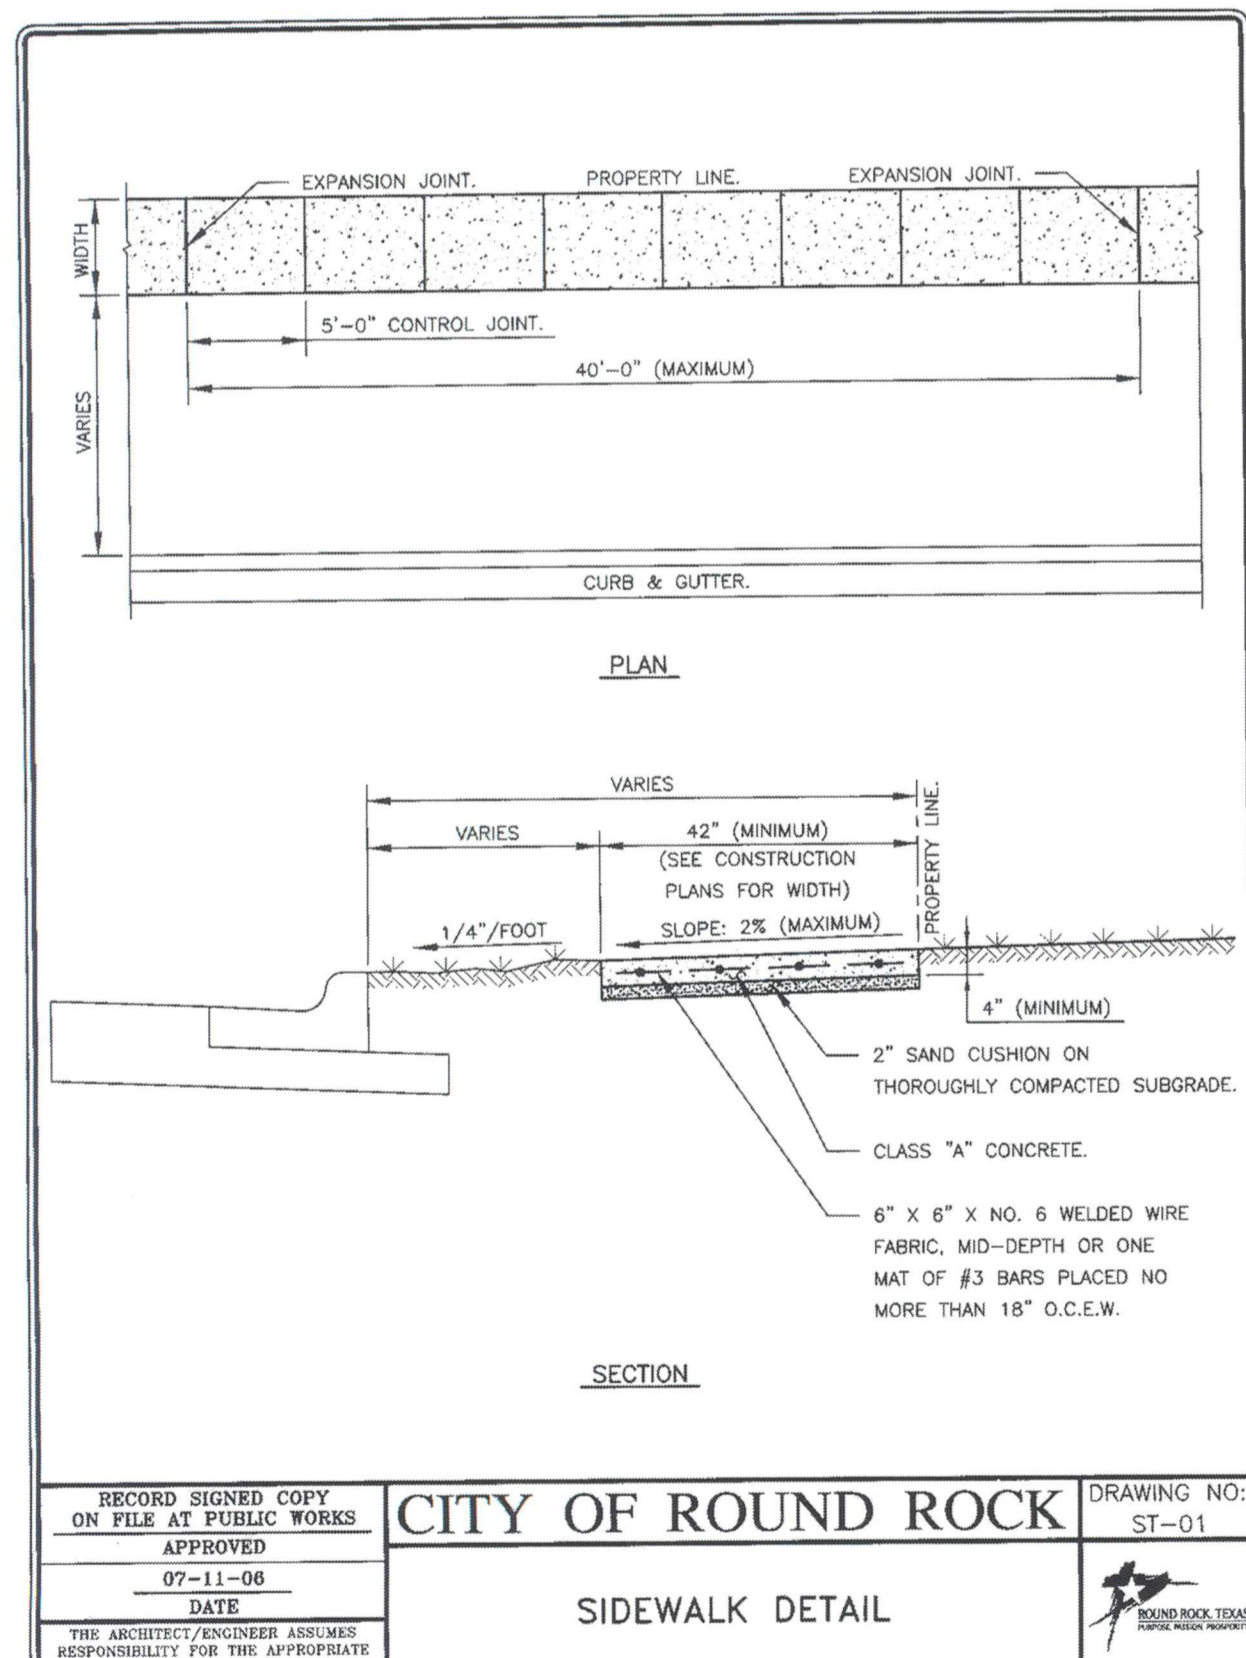 EXPANSION JOINT.
PROPERTY LINE.
EXPANSION JOINT.
WIDTH
5'-0" CONTROL JOINT.
40'-0" (MAXIMUM)
VARIES
CURB & GUTTER.
PLAN
VARIES
VARIES
42" (MINIMUM)
(SEE CONSTRUCTION
PLANS FOR WIDTH)
PROPERTY LINE.
1/4"/FOOT
SLOPE: 2% (MAXIMUM)
4" (MINIMUM)
2" SAND CUSHION ON
THOROUGHLY COMPACTED SUBGRADE.
CLASS "A" CONCRETE.
6" X 6" X NO. 6 WELDED WIRE
FABRIC, MID-DEPTH OR ONE
MAT OF #3 BARS PLACED NO
MORE THAN 18" O.C.E.W.
SECTION
RECORD SIGNED COPY
ON FILE AT PUBLIC WORKS
APPROVED
07-11-06
DATE
THE ARCHITECT/ENGINEER ASSUMES
RESPONSIBILITY FOR THE APPROPRIATE
CITY OF ROUND ROCK
SIDEWALK DETAIL
DRAWING NO:
ST-01
ROUND ROCK, TEXAS
PURPOSE. PASSION. PROSPERITY.